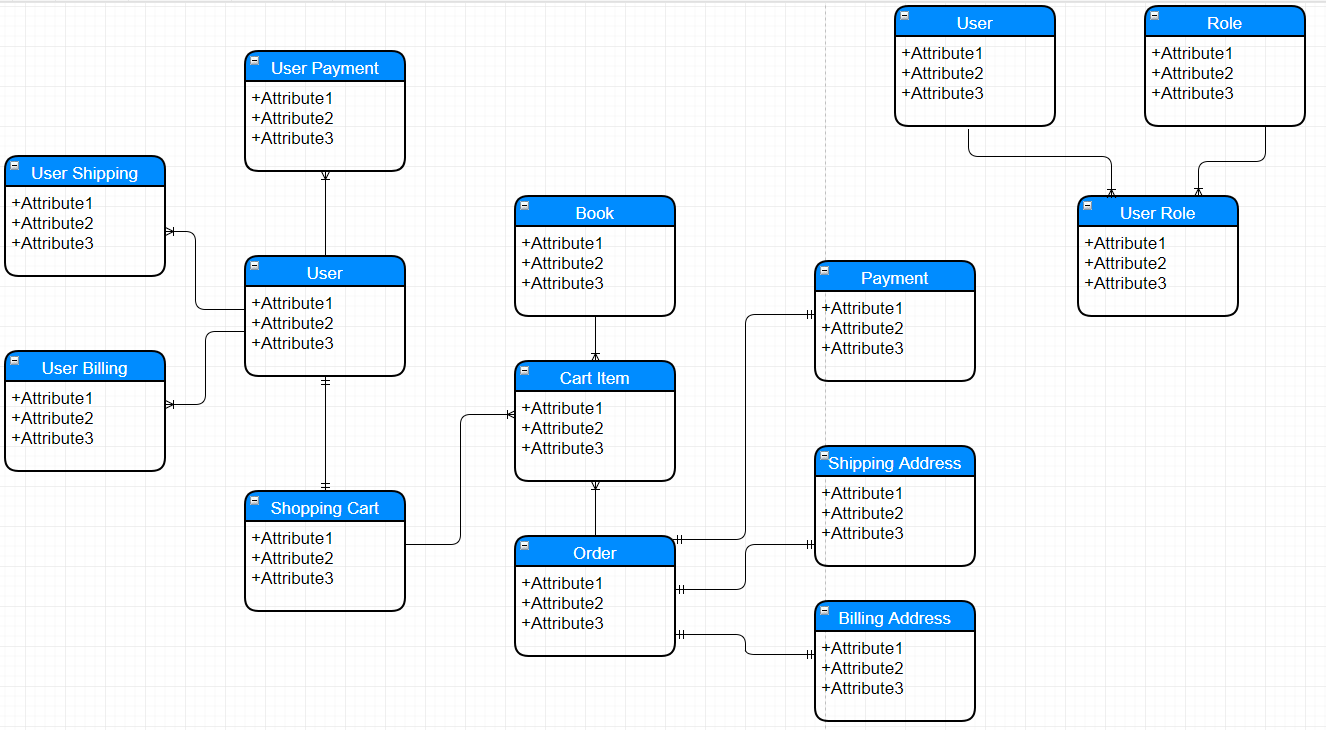 User
+Attribute1
+Attribute2
+Attribute3
Role
+Attribute1
+Attribute2
+Attribute3
User Payment
+Attribute1
+Attribute2
+Attribute3
User Shipping
+Attribute1
+Attribute2
+Attribute3
Book
+Attribute1
+Attribute2
+Attribute3
User Role
+Attribute1
+Attribute2
+Attribute3
User
+Attribute1
+Attribute2
+Attribute3
Payment
+Attribute1
+Attribute2
+Attribute3
User Billing
+Attribute1
+Attribute2
+Attribute3
Cart Item
+Attribute1
+Attribute2
+Attribute3
Shipping Address
+Attribute1
+Attribute2
+Attribute3
Shopping Cart
+Attribute1
+Attribute2
+Attribute3
Order
+Attribute1
+Attribute2
+Attribute3
Billing Address
+Attribute1
+Attribute2
+Attribute3